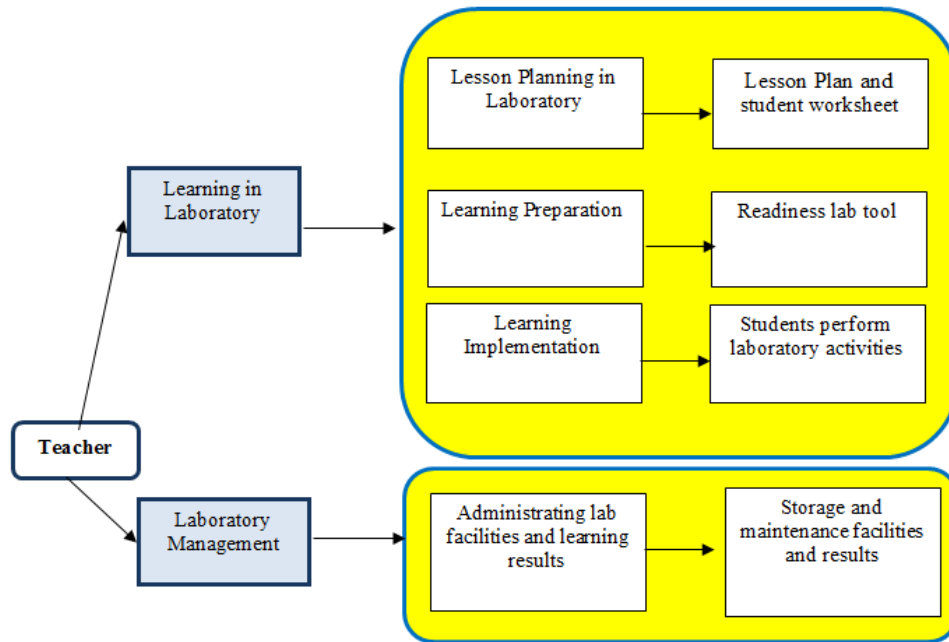 Lesson Planning in
Laboratory
Lesson Plan and
student worksheet
Learning in
Laboratory
Learning Preparation
Readiness lab tool
Learning
Implementation
Students perform
laboratory activities
Teacher
Laboratory
Management
Administrating lab
facilities and learning
results
Storage and
maintenance facilities
and results